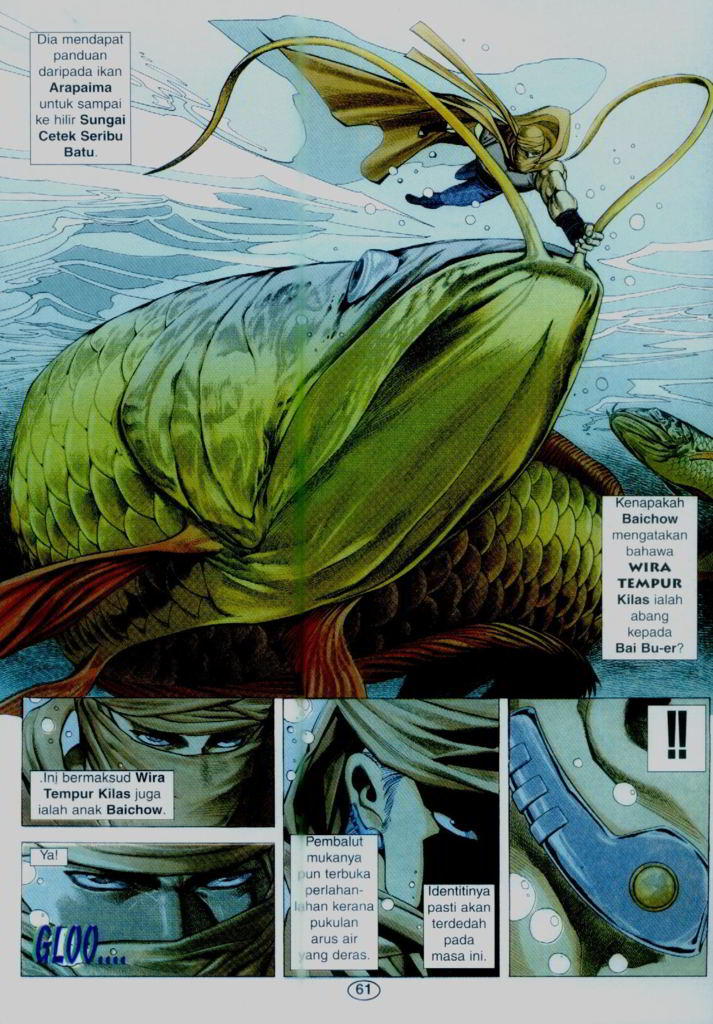 Dia mendapat
panduan
daripada ikan
Arapaima
untuk sampai
ke hilir Sungai
Cetek Seribu
Batu.
Kenapakah
Baichow
mengatakan
bahawa
WIRA
TEMPUR
Kilas ialah
abang
kepada
Bai Bu-er?
.Ini bermaksud Wira
Tempur Kilas juga
ialah anak Baichow.
Ya!
GLOO....
Pembalut
mukanya
pun terbuka
perlahan-
lahan kerana
pukulan
arus air
yang deras.
Identitinya
pasti akan
terdedah
pada
masa ini.
!!
61